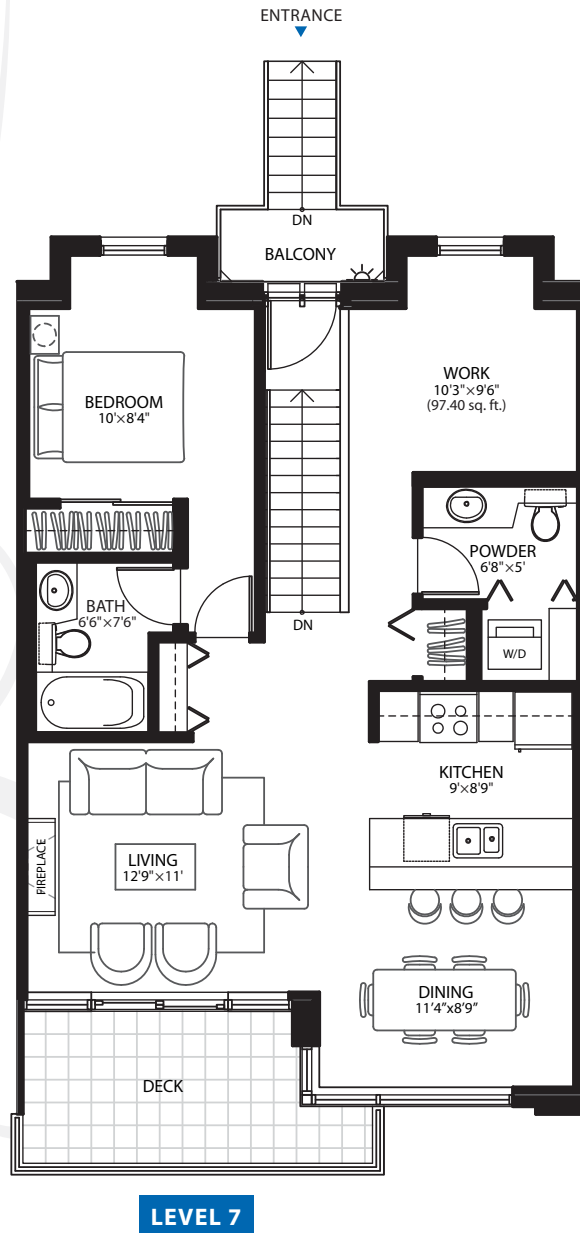 ENTRANCE
DN
BALCONY
BEDROOM
10'×8'4"
WORK
10'3"×9'6"
(97.40 sq. ft.)
POWDER
6'8"×5'
BATH
6'6"×7'6"
DN
W/D
KITCHEN
9'×8'9"
FIREPLACE
LIVING
12'9"×11'
DINING
11'4"x8'9"
DECK
LEVEL 7